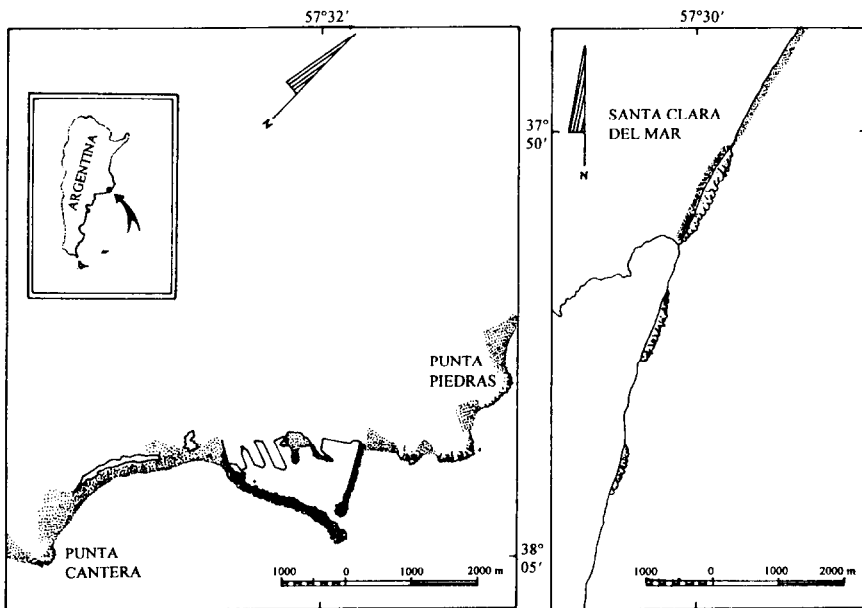 57°32'
57°30'
N
ARGENTINA
SANTA CLARA
DEL MAR
37°
50'
N
PUNTA
PIEDRAS
PUNTA
CANTERA
38°
05'
1000 0 1000 2000 m
1000 0 1000 2000 m